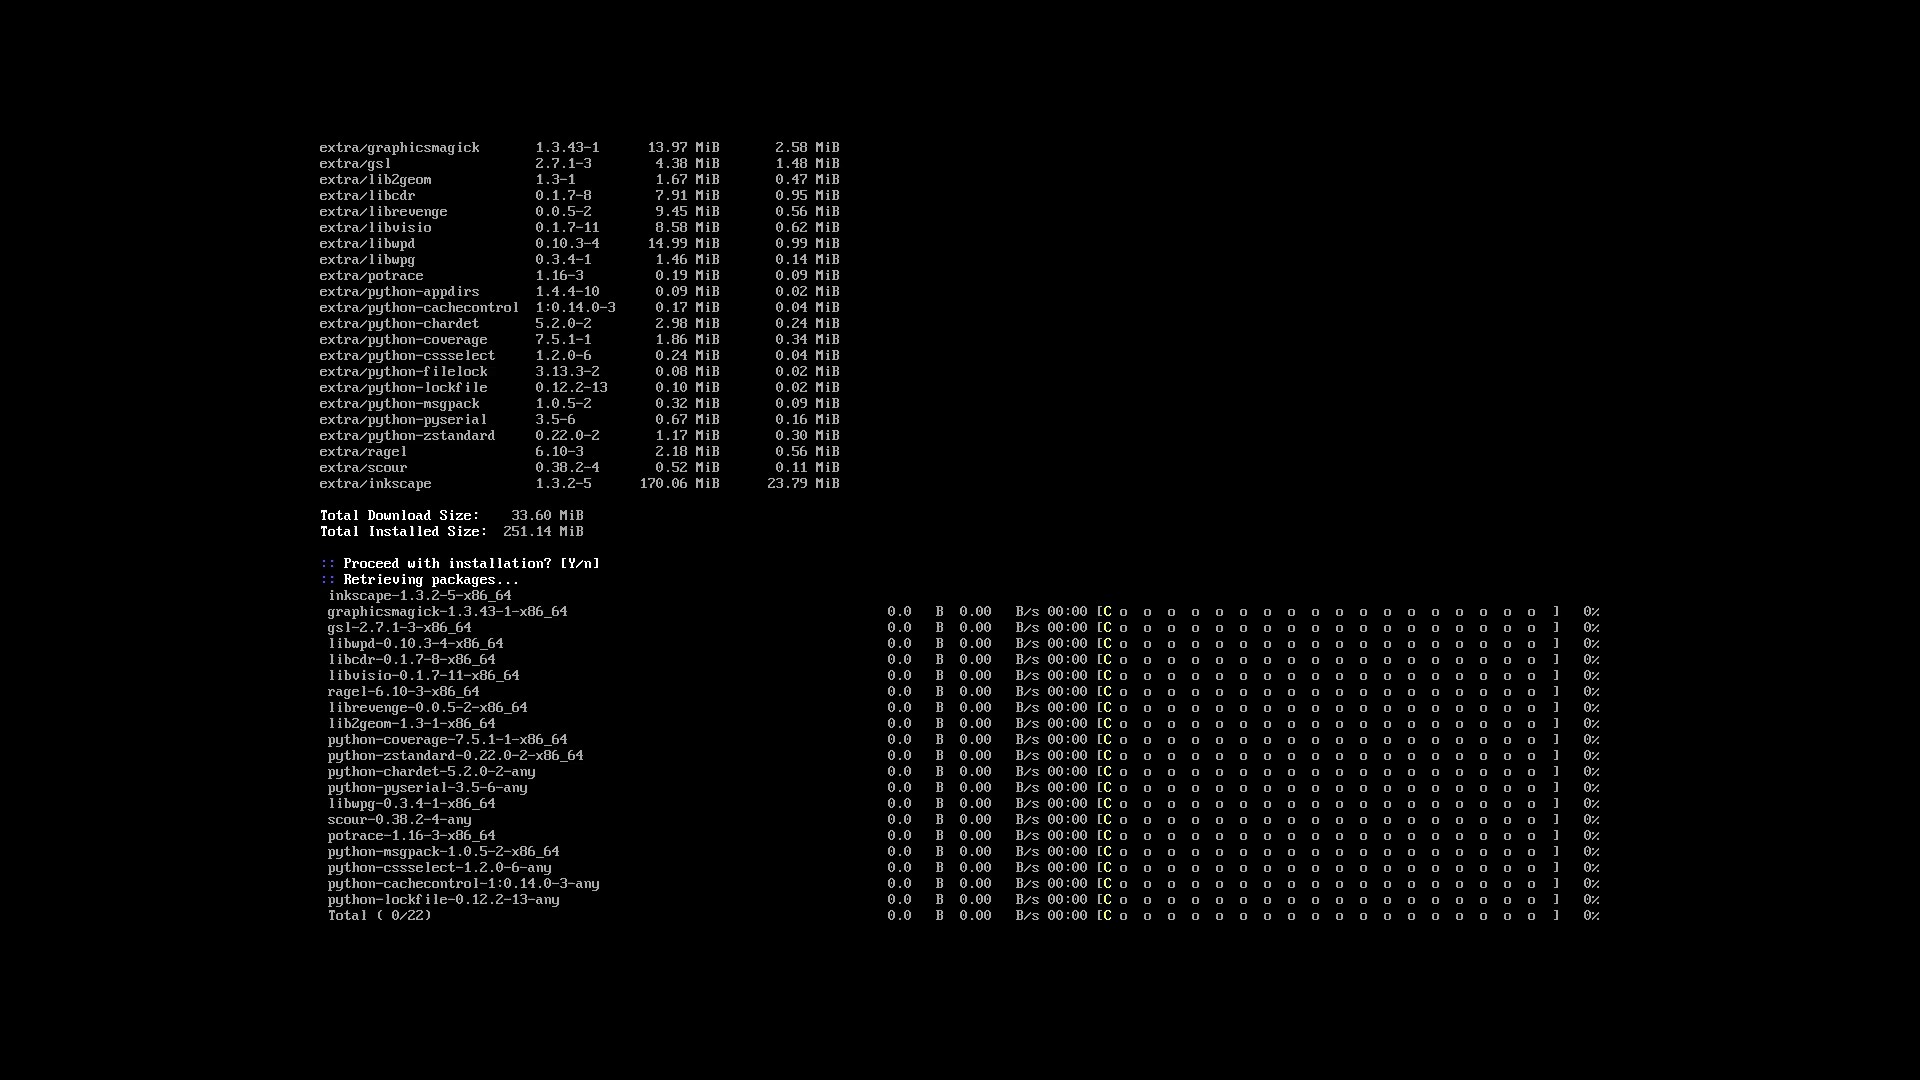 extra/graphicsmagick 1.3.43-1 13.97 MiB 2.58 MiB
extra/gsl 2.7.1-3 4.38 MiB 1.48 MiB
extra/lib2geom 1.3-1 1.67 MiB 0.47 MiB
extra/libcdr 0.1.7-8 7.91 MiB 0.95 MiB
extra/librevenge 0.0.5-2 9.45 MiB 0.56 MiB
extra/libvisio 0.1.7-11 8.58 MiB 0.62 MiB
extra/libwpd 0.10.3-4 14.99 MiB 0.99 MiB
extra/libwpg 0.3.4-1 1.46 MiB 0.14 MiB
extra/potrace 1.16-3 0.19 MiB 0.09 MiB
extra/python-appdirs 1.4.4-10 0.09 MiB 0.02 MiB
extra/python-cachecontrol 1:0.14.0-3 0.17 MiB 0.04 MiB
extra/python-chardet 5.2.0-2 2.98 MiB 0.24 MiB
extra/python-coverage 7.5.1-1 1.86 MiB 0.34 MiB
extra/python-cssselect 1.2.0-6 0.24 MiB 0.04 MiB
extra/python-filelock 3.13.3-2 0.08 MiB 0.02 MiB
extra/python-lockfile 0.12.2-13 0.10 MiB 0.02 MiB
extra/python-msgpack 1.0.5-2 0.32 MiB 0.09 MiB
extra/python-pyserial 3.5-6 0.67 MiB 0.16 MiB
extra/python-zstandard 0.22.0-2 1.17 MiB 0.30 MiB
extra/ragel 6.10-3 2.18 MiB 0.56 MiB
extra/scour 0.38.2-4 0.52 MiB 0.11 MiB
extra/inkscape 1.3.2-5 170.06 MiB 23.79 MiB
Total Download Size: 33.60 MiB
Total Installed Size: 251.14 MiB
:: Proceed with installation? [Y/n]
:: Retrieving packages...
inkscape-1.3.2-5-x86_64
graphicsmagick-1.3.43-1-x86_64 0.0 B 0.00 B/s 00:00 [C o o o o o o o o o o o o o o o o o o ] 0%
gsl-2.7.1-3-x86_64 0.0 B 0.00 B/s 00:00 [C o o o o o o o o o o o o o o o o o o ] 0%
libwpd-0.10.3-4-x86_64 0.0 B 0.00 B/s 00:00 [C o o o o o o o o o o o o o o o o o o ] 0%
libcdr-0.1.7-8-x86_64 0.0 B 0.00 B/s 00:00 [C o o o o o o o o o o o o o o o o o o ] 0%
libvisio-0.1.7-11-x86_64 0.0 B 0.00 B/s 00:00 [C o o o o o o o o o o o o o o o o o o ] 0%
ragel-6.10-3-x86_64 0.0 B 0.00 B/s 00:00 [C o o o o o o o o o o o o o o o o o o ] 0%
librevenge-0.0.5-2-x86_64 0.0 B 0.00 B/s 00:00 [C o o o o o o o o o o o o o o o o o o ] 0%
lib2geom-1.3-1-x86_64 0.0 B 0.00 B/s 00:00 [C o o o o o o o o o o o o o o o o o o ] 0%
python-coverage-7.5.1-1-x86_64 0.0 B 0.00 B/s 00:00 [C o o o o o o o o o o o o o o o o o o ] 0%
python-zstandard-0.22.0-2-x86_64 0.0 B 0.00 B/s 00:00 [C o o o o o o o o o o o o o o o o o o ] 0%
python-chardet-5.2.0-2-any 0.0 B 0.00 B/s 00:00 [C o o o o o o o o o o o o o o o o o o ] 0%
python-pyserial-3.5-6-any 0.0 B 0.00 B/s 00:00 [C o o o o o o o o o o o o o o o o o o ] 0%
libwpg-0.3.4-1-x86_64 0.0 B 0.00 B/s 00:00 [C o o o o o o o o o o o o o o o o o o ] 0%
scour-0.38.2-4-any 0.0 B 0.00 B/s 00:00 [C o o o o o o o o o o o o o o o o o o ] 0%
potrace-1.16-3-x86_64 0.0 B 0.00 B/s 00:00 [C o o o o o o o o o o o o o o o o o o ] 0%
python-msgpack-1.0.5-2-x86_64 0.0 B 0.00 B/s 00:00 [C o o o o o o o o o o o o o o o o o o ] 0%
python-cssselect-1.2.0-6-any 0.0 B 0.00 B/s 00:00 [C o o o o o o o o o o o o o o o o o o ] 0%
python-cachecontrol-1:0.14.0-3-any 0.0 B 0.00 B/s 00:00 [C o o o o o o o o o o o o o o o o o o ] 0%
python-lockfile-0.12.2-13-any 0.0 B 0.00 B/s 00:00 [C o o o o o o o o o o o o o o o o o o ] 0%
Total ( 0/22) 0.0 B 0.00 B/s 00:00 [C o o o o o o o o o o o o o o o o o o ] 0%